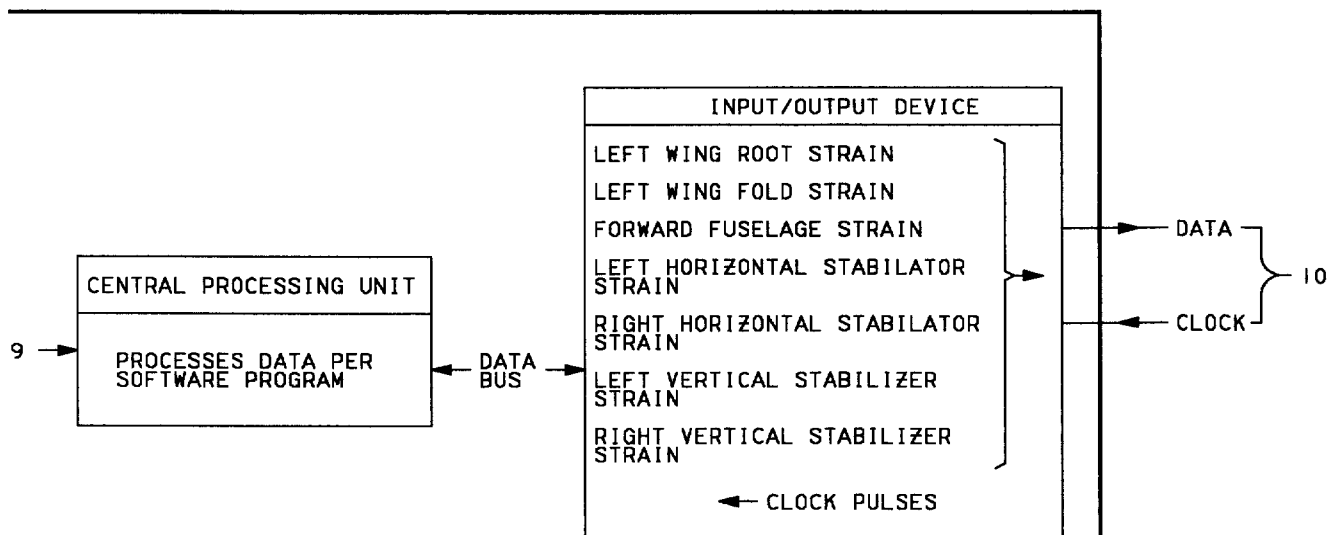 INPUT/OUTPUT DEVICE
LEFT WING ROOT STRAIN
LEFT WING FOLD STRAIN
FORWARD FUSELAGE STRAIN
LEFT HORIZONTAL STABILATOR
STRAIN
RIGHT HORIZONTAL STABILATOR
STRAIN
LEFT VERTICAL STABILIZER
STRAIN
RIGHT VERTICAL STABILIZER
STRAIN
CLOCK PULSES
CENTRAL PROCESSING UNIT
PROCESSES DATA PER
SOFTWARE PROGRAM
9
DATA
BUS
DATA
CLOCK
10